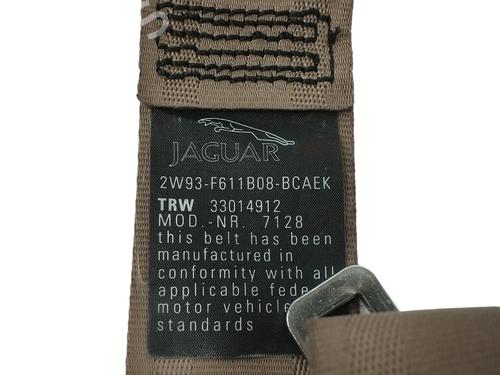 JAGUAR
2W93-F611B08-BCAEK
TRW 33014912
MOD.-NR. 7128
this belt has been
manufactured in
conformity with all
applicable fede
motor vehicle
standards